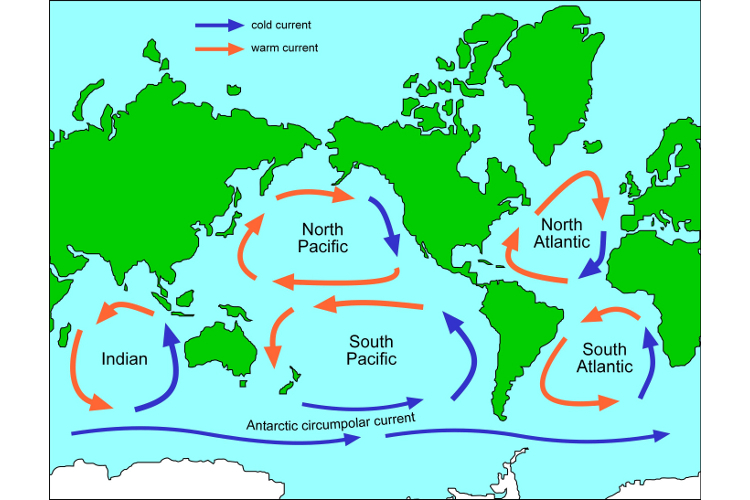 cold current
warm current
North
Pacific
North
Atlantic
Indian
South
Pacific
South
Atlantic
Antarctic circumpolar current